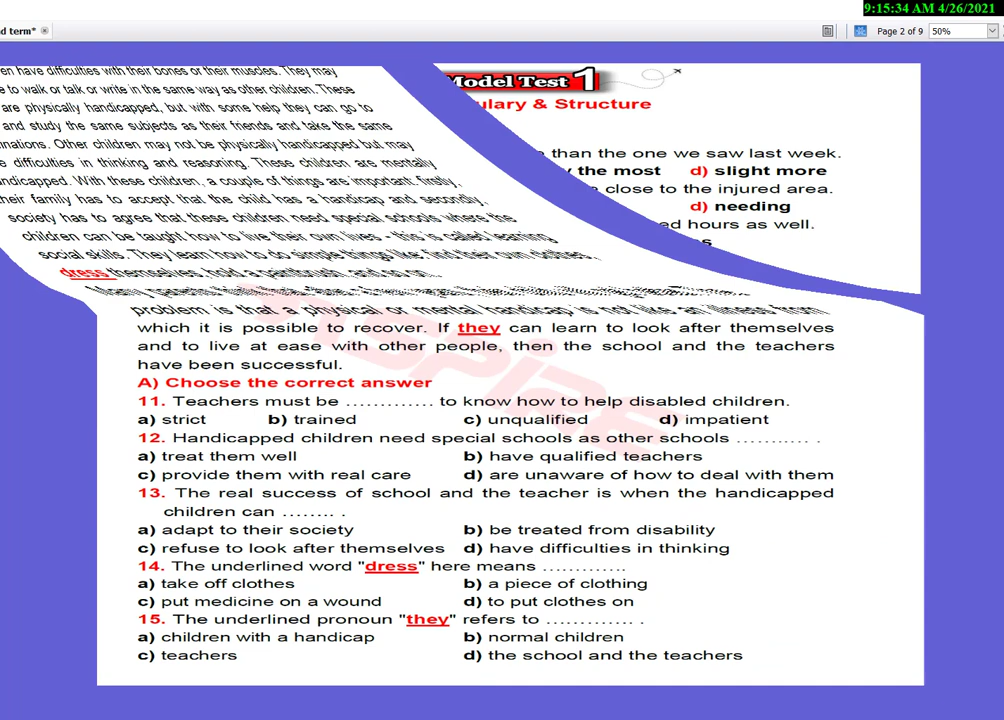 9:15:34 AM 4/26/2021
d term*
Page 2 of 9
50%
Model Test 1
ulary & Structure
than the one we saw last week.
the most d) slight more
close to the injured area.
d) needing
ed hours as well.
en have difficulties with their bones or their muscles. They may
e to walk or talk or write in the same way as other children. These
are physically handicapped, but with some help they can go to
and study the same subjects as their friends and take the same
inations. Other children may not be physically handicapped but may
e difficulties in thinking and reasoning. These children are mentally
ndicapped. With these children, a couple of things are important: firstly,
their family has to accept that the child has a handicap and secondly,
society has to agree that these children need special schools where the
children can be taught how to live their own lives - this is called learning
social skills. They learn how to do simple things like: find their own clothes,
dress themselves, hold a paintbrush, and so on.
problem is that a physical or mental handicap is not like an illness from
which it is possible to recover. If they can learn to look after themselves
and to live at ease with other people, then the school and the teachers
have been successful.
A) Choose the correct answer
11. Teachers must be ............ to know how to help disabled children.
a) strict b) trained c) unqualified d) impatient
12. Handicapped children need special schools as other schools ........... .
a) treat them well b) have qualified teachers
c) provide them with real care d) are unaware of how to deal with them
13. The real success of school and the teacher is when the handicapped
children can ........ .
a) adapt to their society b) be treated from disability
c) refuse to look after themselves d) have difficulties in thinking
14. The underlined word "dress" here means .............
a) take off clothes b) a piece of clothing
c) put medicine on a wound d) to put clothes on
15. The underlined pronoun "they" refers to ............. .
a) children with a handicap b) normal children
c) teachers d) the school and the teachers